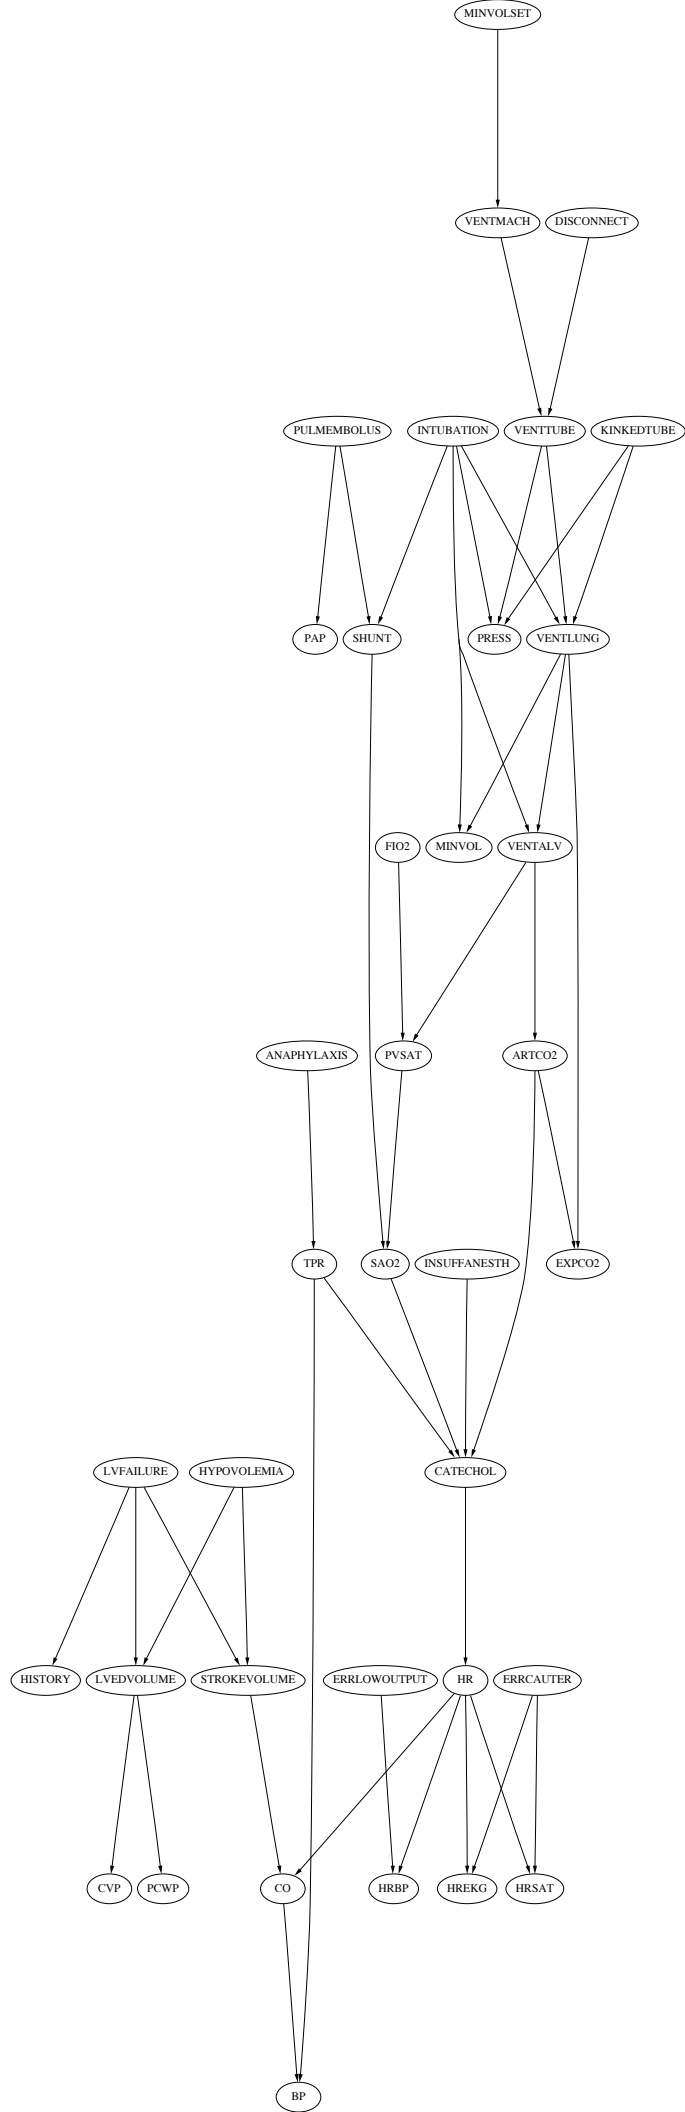 MINVOLSET
VENTMACH
DISCONNECT
PULMEMBOLUS
INTUBATION
VENTTUBE
KINKEDTUBE
PAP
SHUNT
PRESS
VENTLUNG
FIO2
MINVOL
VENTALV
ANAPHYLAXIS
PVSAT
ARTCO2
TPR
SAO2
INSUFFANESTH
EXPCO2
LVFAILURE
HYPOVOLEMIA
CATECHOL
HISTORY
LVEDVOLUME
STROKEVOLUME
ERRLOWOUTPUT
HR
ERRCAUTER
CVP
PCWP
CO
HRBP
HREKG
HRSAT
BP